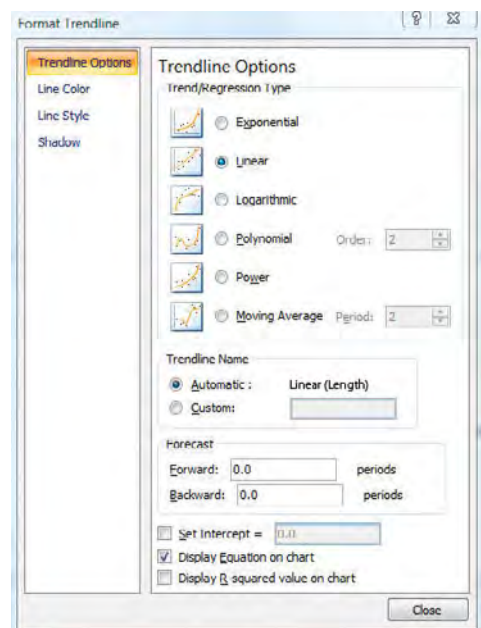 Format Trendline
Trendline Options
Line Color
Line Style
Shadow
Trendline Options
Trend/Regression Type
Exponential
Linear
Logarithmic
Polynomial Order: 2
Power
Moving Average Period: 2
Trendline Name
Automatic : Linear (Length)
Custom:
Forecast
Forward: 0.0 periods
Backward: 0.0 periods
Set Intercept = 0.0
Display Equation on chart
Display R-squared value on chart
Close